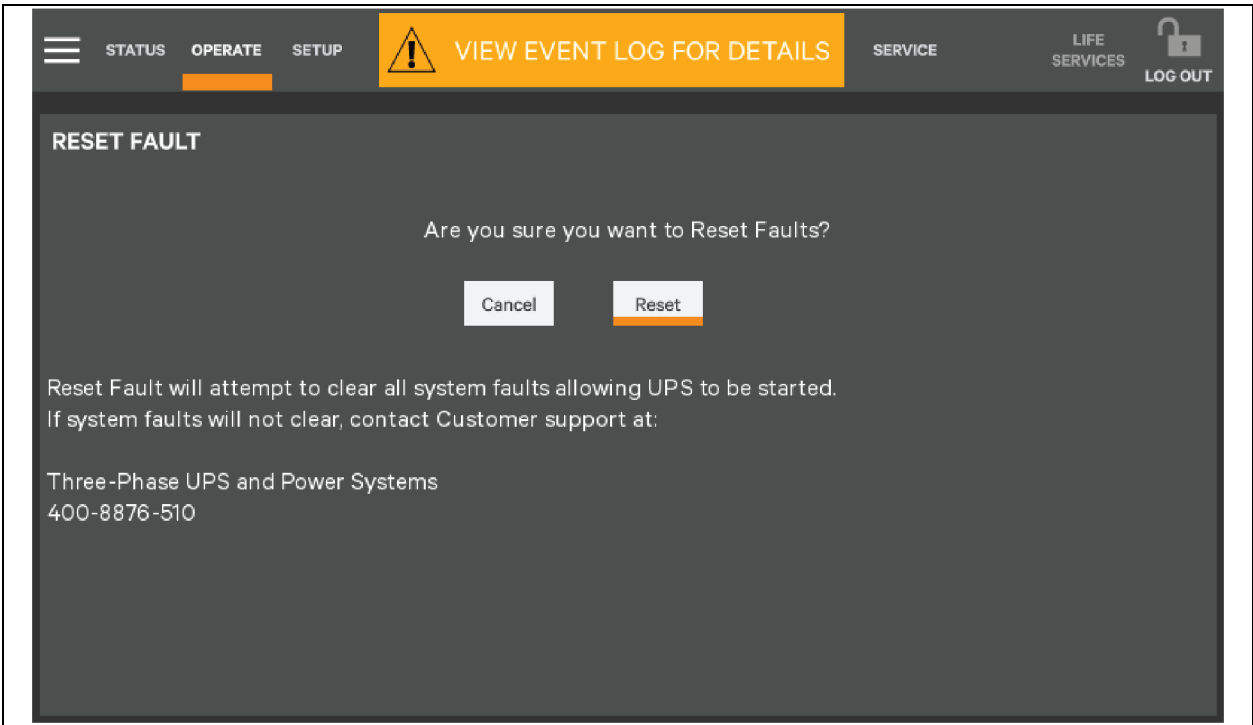 STATUS OPERATE SETUP VIEW EVENT LOG FOR DETAILS SERVICE LIFE SERVICES LOG OUT
RESET FAULT
Are you sure you want to Reset Faults?
Cancel Reset
Reset Fault will attempt to clear all system faults allowing UPS to be started.
If system faults will not clear, contact Customer support at:
Three-Phase UPS and Power Systems
400-8876-510